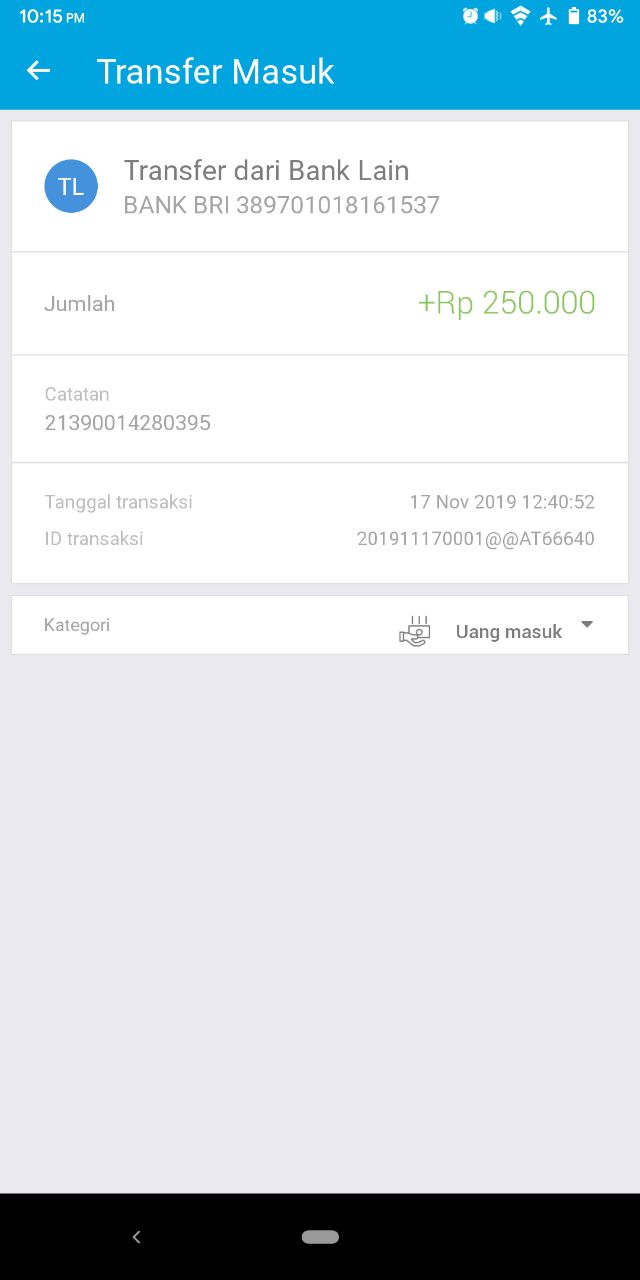 10:15 PM 83%
Transfer Masuk
TL
Transfer dari Bank Lain
BANK BRI 389701018161537
Jumlah +Rp 250.000
Catatan
21390014280395
Tanggal transaksi 17 Nov 2019 12:40:52
ID transaksi 201911170001@@AT66640
Kategori Uang masuk